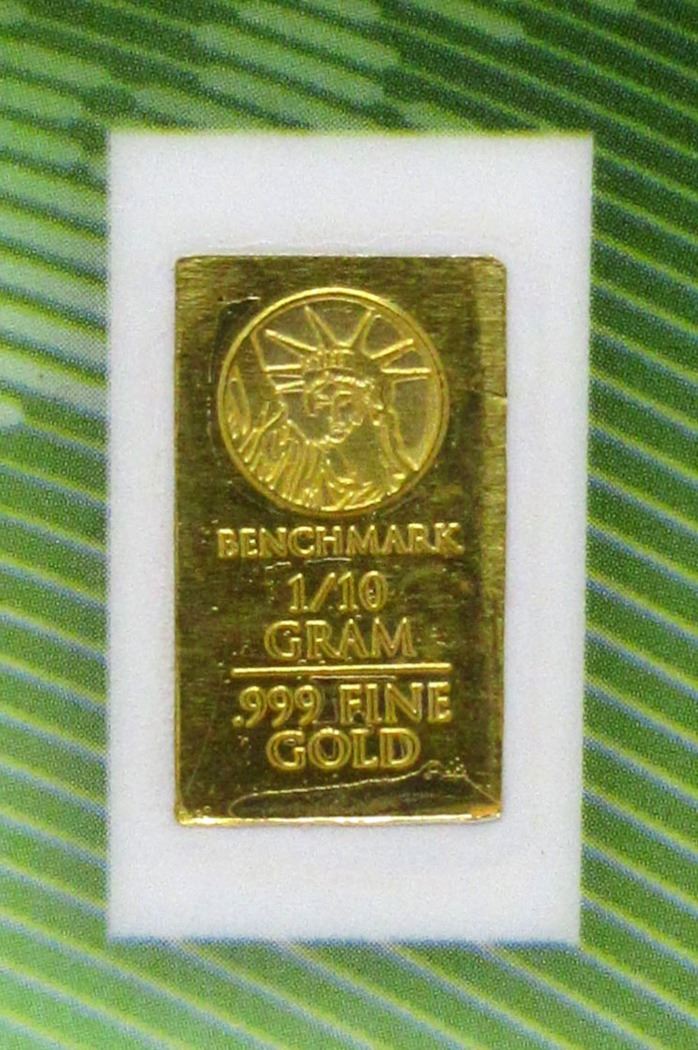 BENCHMARK
1/10
GRAM
.999 FINE
GOLD